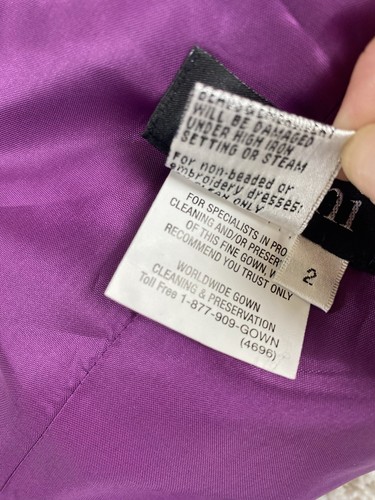 WILL BE DAMAGED
UNDER HIGH IRON
SETTING OR STEAM
For non-beaded or
embroidery dresses:
CLEAN ONLY
FOR SPECIALISTS IN PRO
CLEANING AND/OR PRESER
OF THIS FINE GOWN, W
RECOMMEND YOU TRUST ONLY
WORLDWIDE GOWN
CLEANING & PRESERVATION
Toll Free 1-877-909-GOWN
(4696)
2